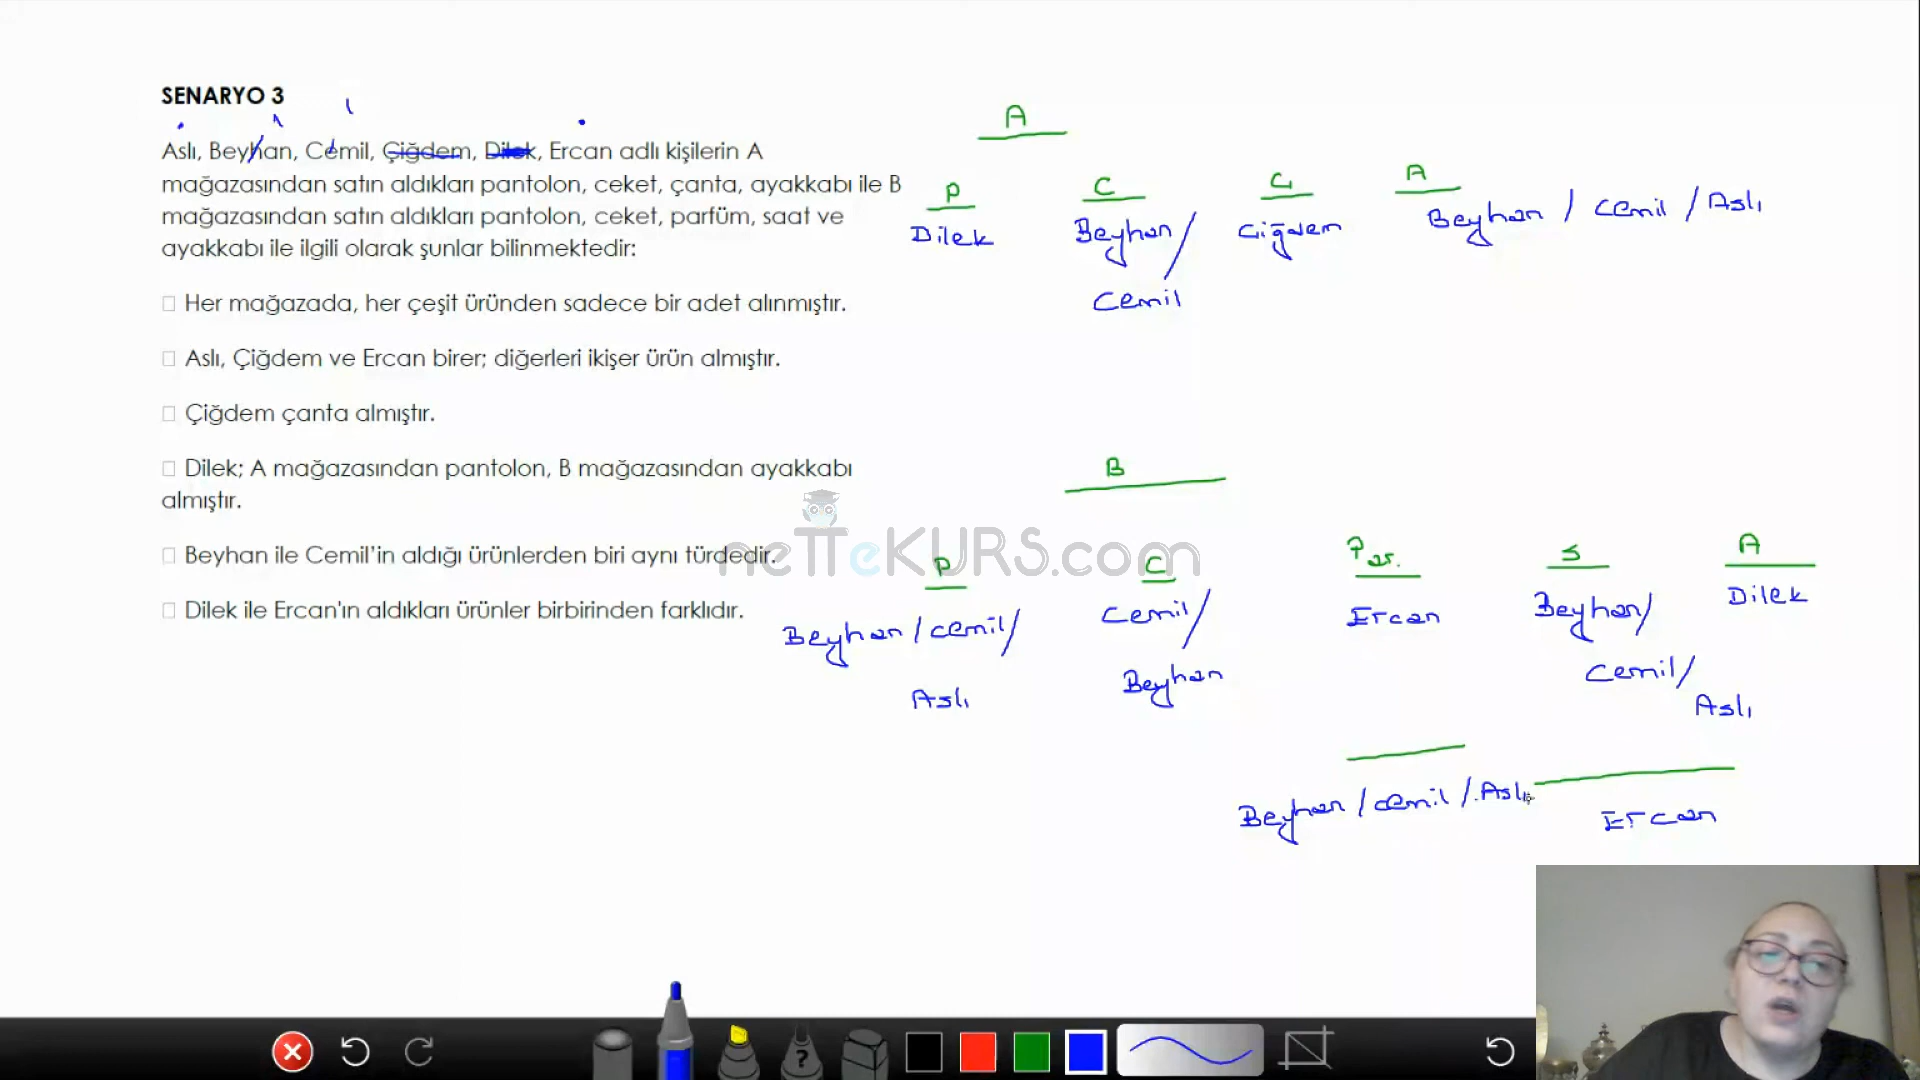 SENARYO 3
Aslı, Beyhan, Cemil, Çiğdem, Dilek, Ercan adlı kişilerin A
mağazasından satın aldıkları pantolon, ceket, çanta, ayakkabı ile B
mağazasından satın aldıkları pantolon, ceket, parfüm, saat ve
ayakkabı ile ilgili olarak şunlar bilinmektedir:
Her mağazada, her çeşit üründen sadece bir adet alınmıştır.
Aslı, Çiğdem ve Ercan birer; diğerleri ikişer ürün almıştır.
Çiğdem çanta almıştır.
Dilek; A mağazasından pantolon, B mağazasından ayakkabı
almıştır.
Beyhan ile Cemil'in aldığı ürünlerden biri aynı türdedir.
Dilek ile Ercan'ın aldıkları ürünler birbirinden farklıdır.
A
P C Ç A
Dilek Beyhan/ Çiğdem Beyhan / Cemil / Aslı
Cemil
B
P C Par. S A
Beyhan/cemil/ Cemil/ Ercan Beyhan/ Dilek
Aslı Beyhan Cemil/
Aslı
Beyhan/cemil/Aslı Ercan
netteKURS.com
?